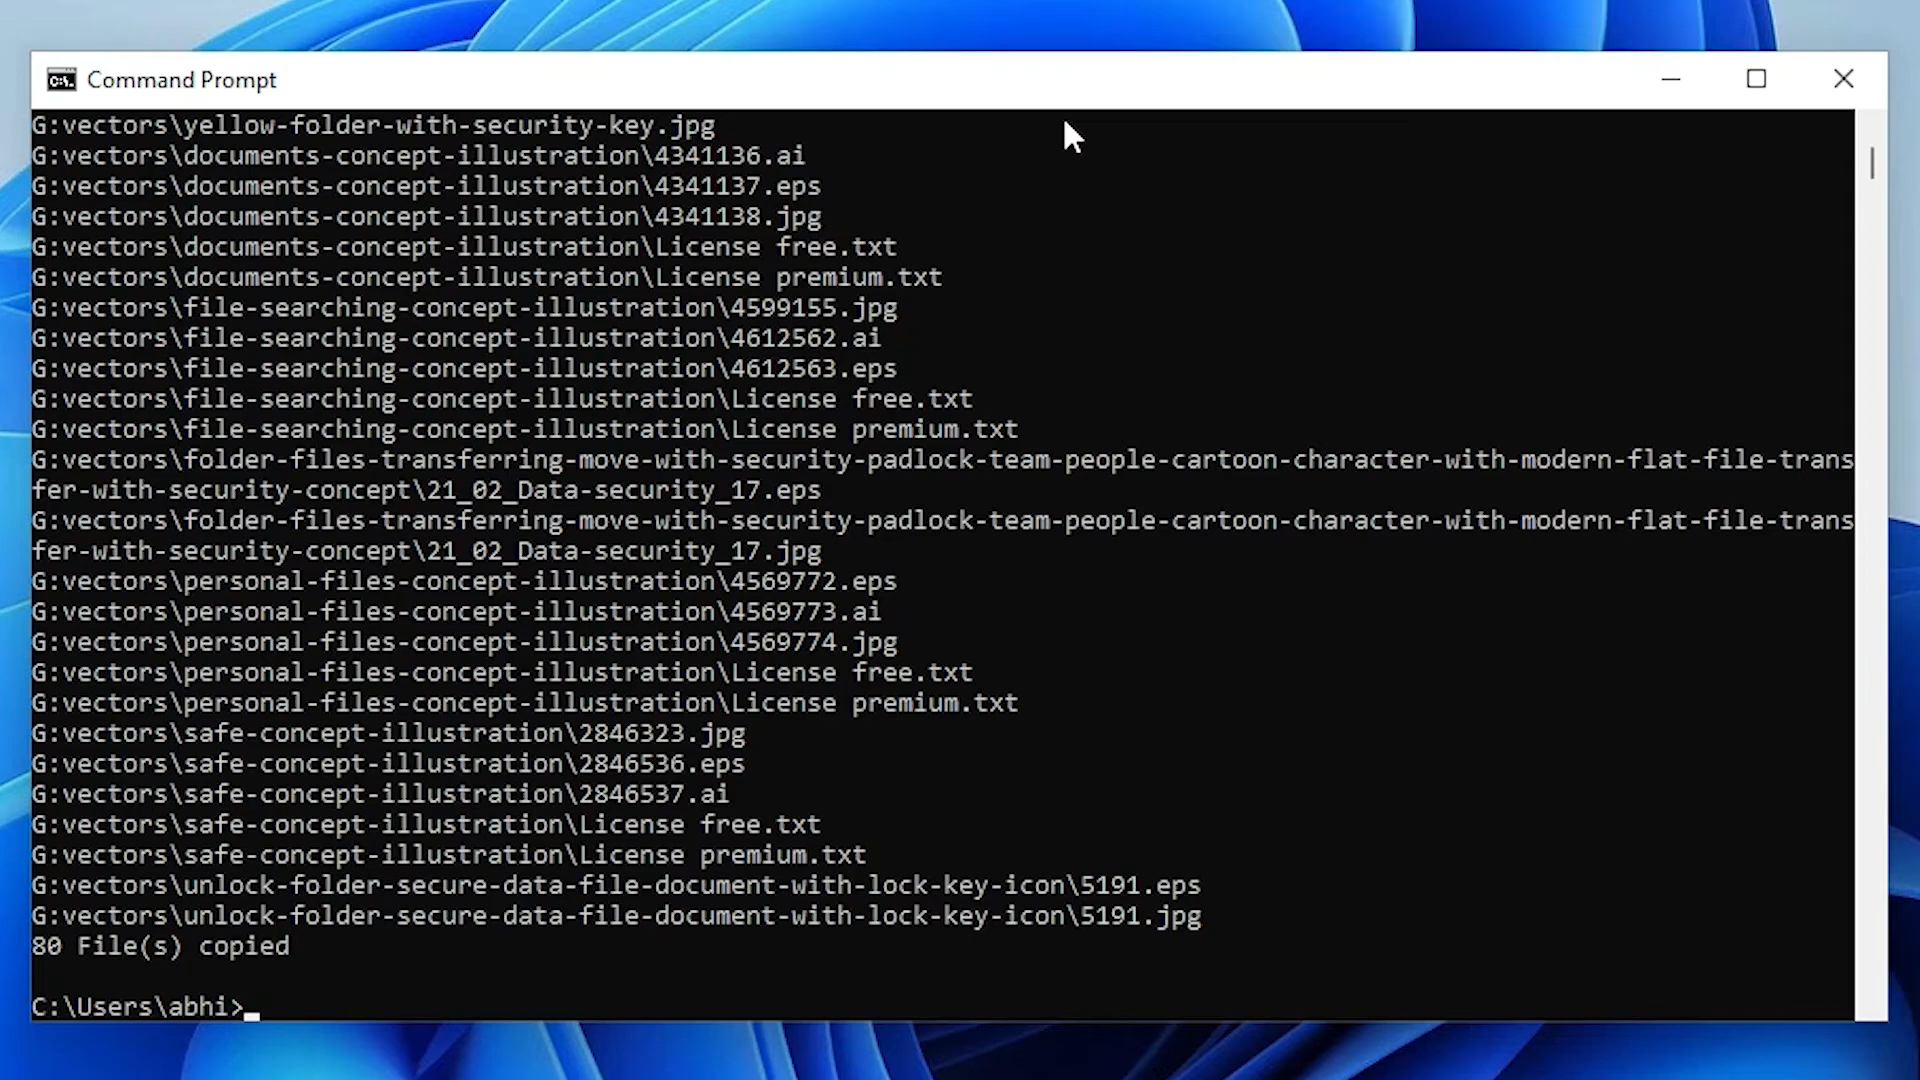 Command Prompt
G:vectors\yellow-folder-with-security-key.jpg
G:vectors\documents-concept-illustration\4341136.ai
G:vectors\documents-concept-illustration\4341137.eps
G:vectors\documents-concept-illustration\4341138.jpg
G:vectors\documents-concept-illustration\License free.txt
G:vectors\documents-concept-illustration\License premium.txt
G:vectors\file-searching-concept-illustration\4599155.jpg
G:vectors\file-searching-concept-illustration\4612562.ai
G:vectors\file-searching-concept-illustration\4612563.eps
G:vectors\file-searching-concept-illustration\License free.txt
G:vectors\file-searching-concept-illustration\License premium.txt
G:vectors\folder-files-transferring-move-with-security-padlock-team-people-cartoon-character-with-modern-flat-file-trans
fer-with-security-concept\21_02_Data-security_17.eps
G:vectors\folder-files-transferring-move-with-security-padlock-team-people-cartoon-character-with-modern-flat-file-trans
fer-with-security-concept\21_02_Data-security_17.jpg
G:vectors\personal-files-concept-illustration\4569772.eps
G:vectors\personal-files-concept-illustration\4569773.ai
G:vectors\personal-files-concept-illustration\4569774.jpg
G:vectors\personal-files-concept-illustration\License free.txt
G:vectors\personal-files-concept-illustration\License premium.txt
G:vectors\safe-concept-illustration\2846323.jpg
G:vectors\safe-concept-illustration\2846536.eps
G:vectors\safe-concept-illustration\2846537.ai
G:vectors\safe-concept-illustration\License free.txt
G:vectors\safe-concept-illustration\License premium.txt
G:vectors\unlock-folder-secure-data-file-document-with-lock-key-icon\5191.eps
G:vectors\unlock-folder-secure-data-file-document-with-lock-key-icon\5191.jpg
80 File(s) copied
C:\Users\abhi>